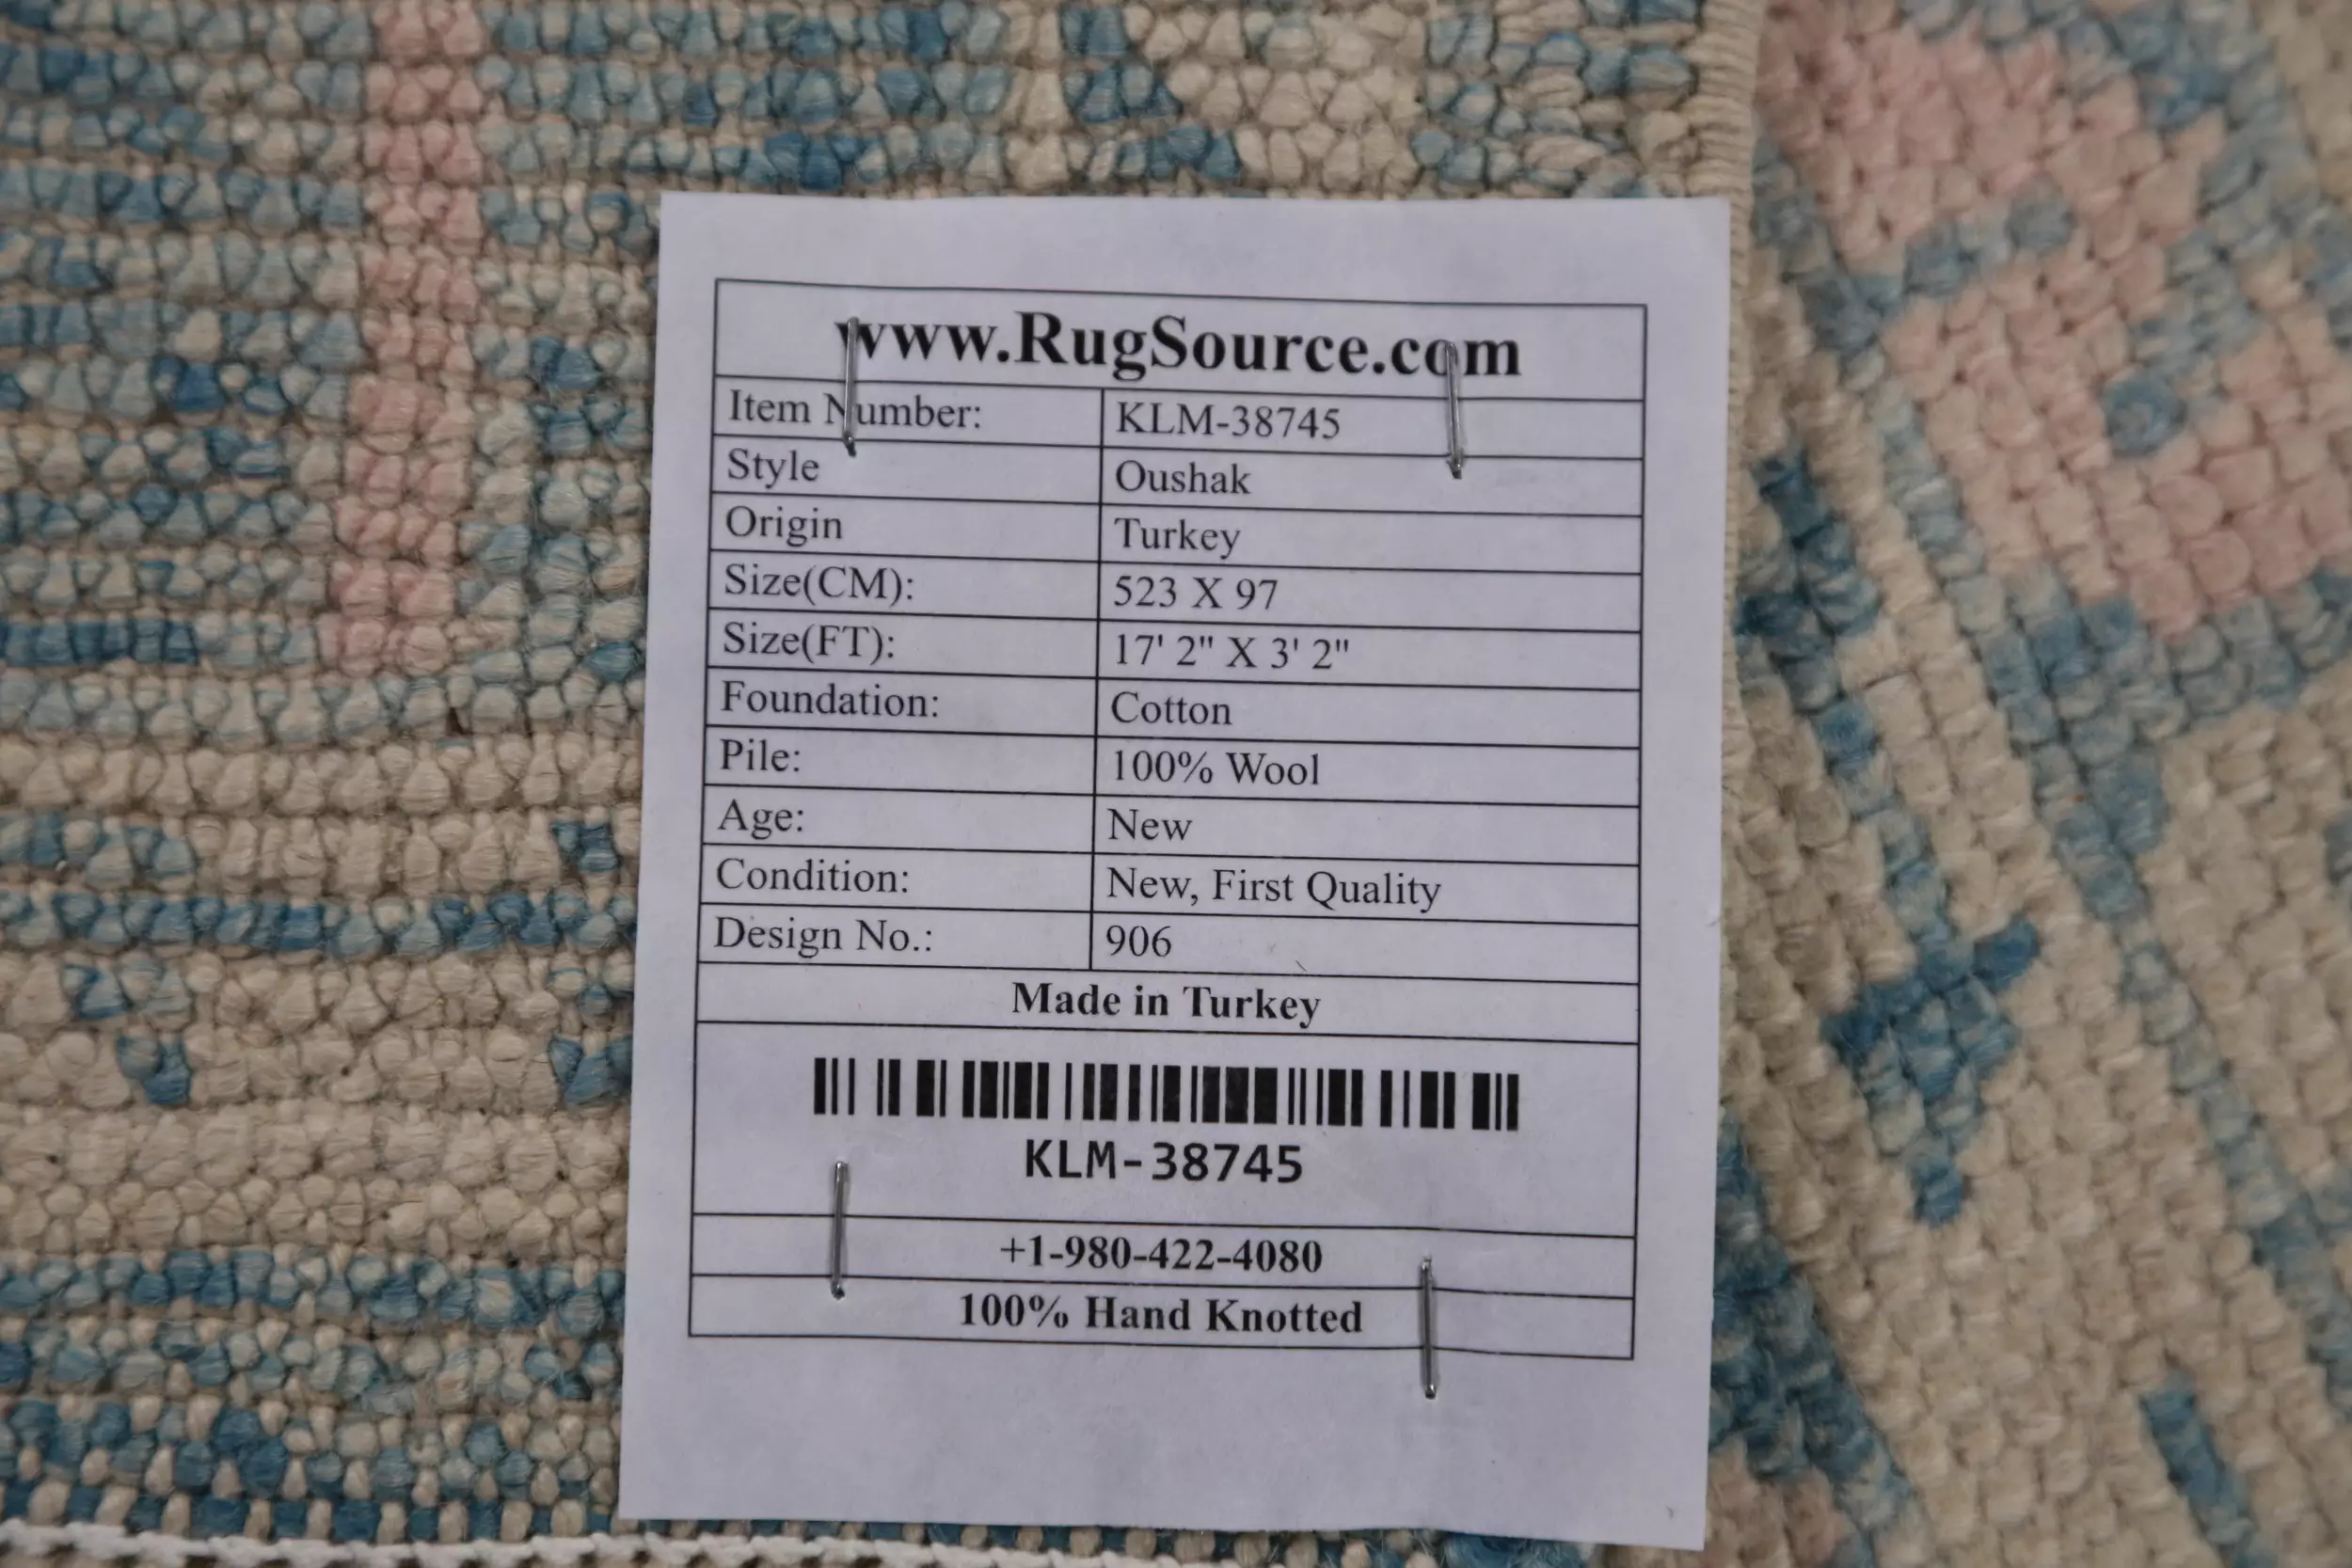 www.RugSource.com
Item Number: KLM-38745
Style Oushak
Origin Turkey
Size(CM): 523 X 97
Size(FT): 17' 2" X 3' 2"
Foundation: Cotton
Pile: 100% Wool
Age: New
Condition: New, First Quality
Design No.: 906
Made in Turkey
KLM-38745
+1-980-422-4080
100% Hand Knotted